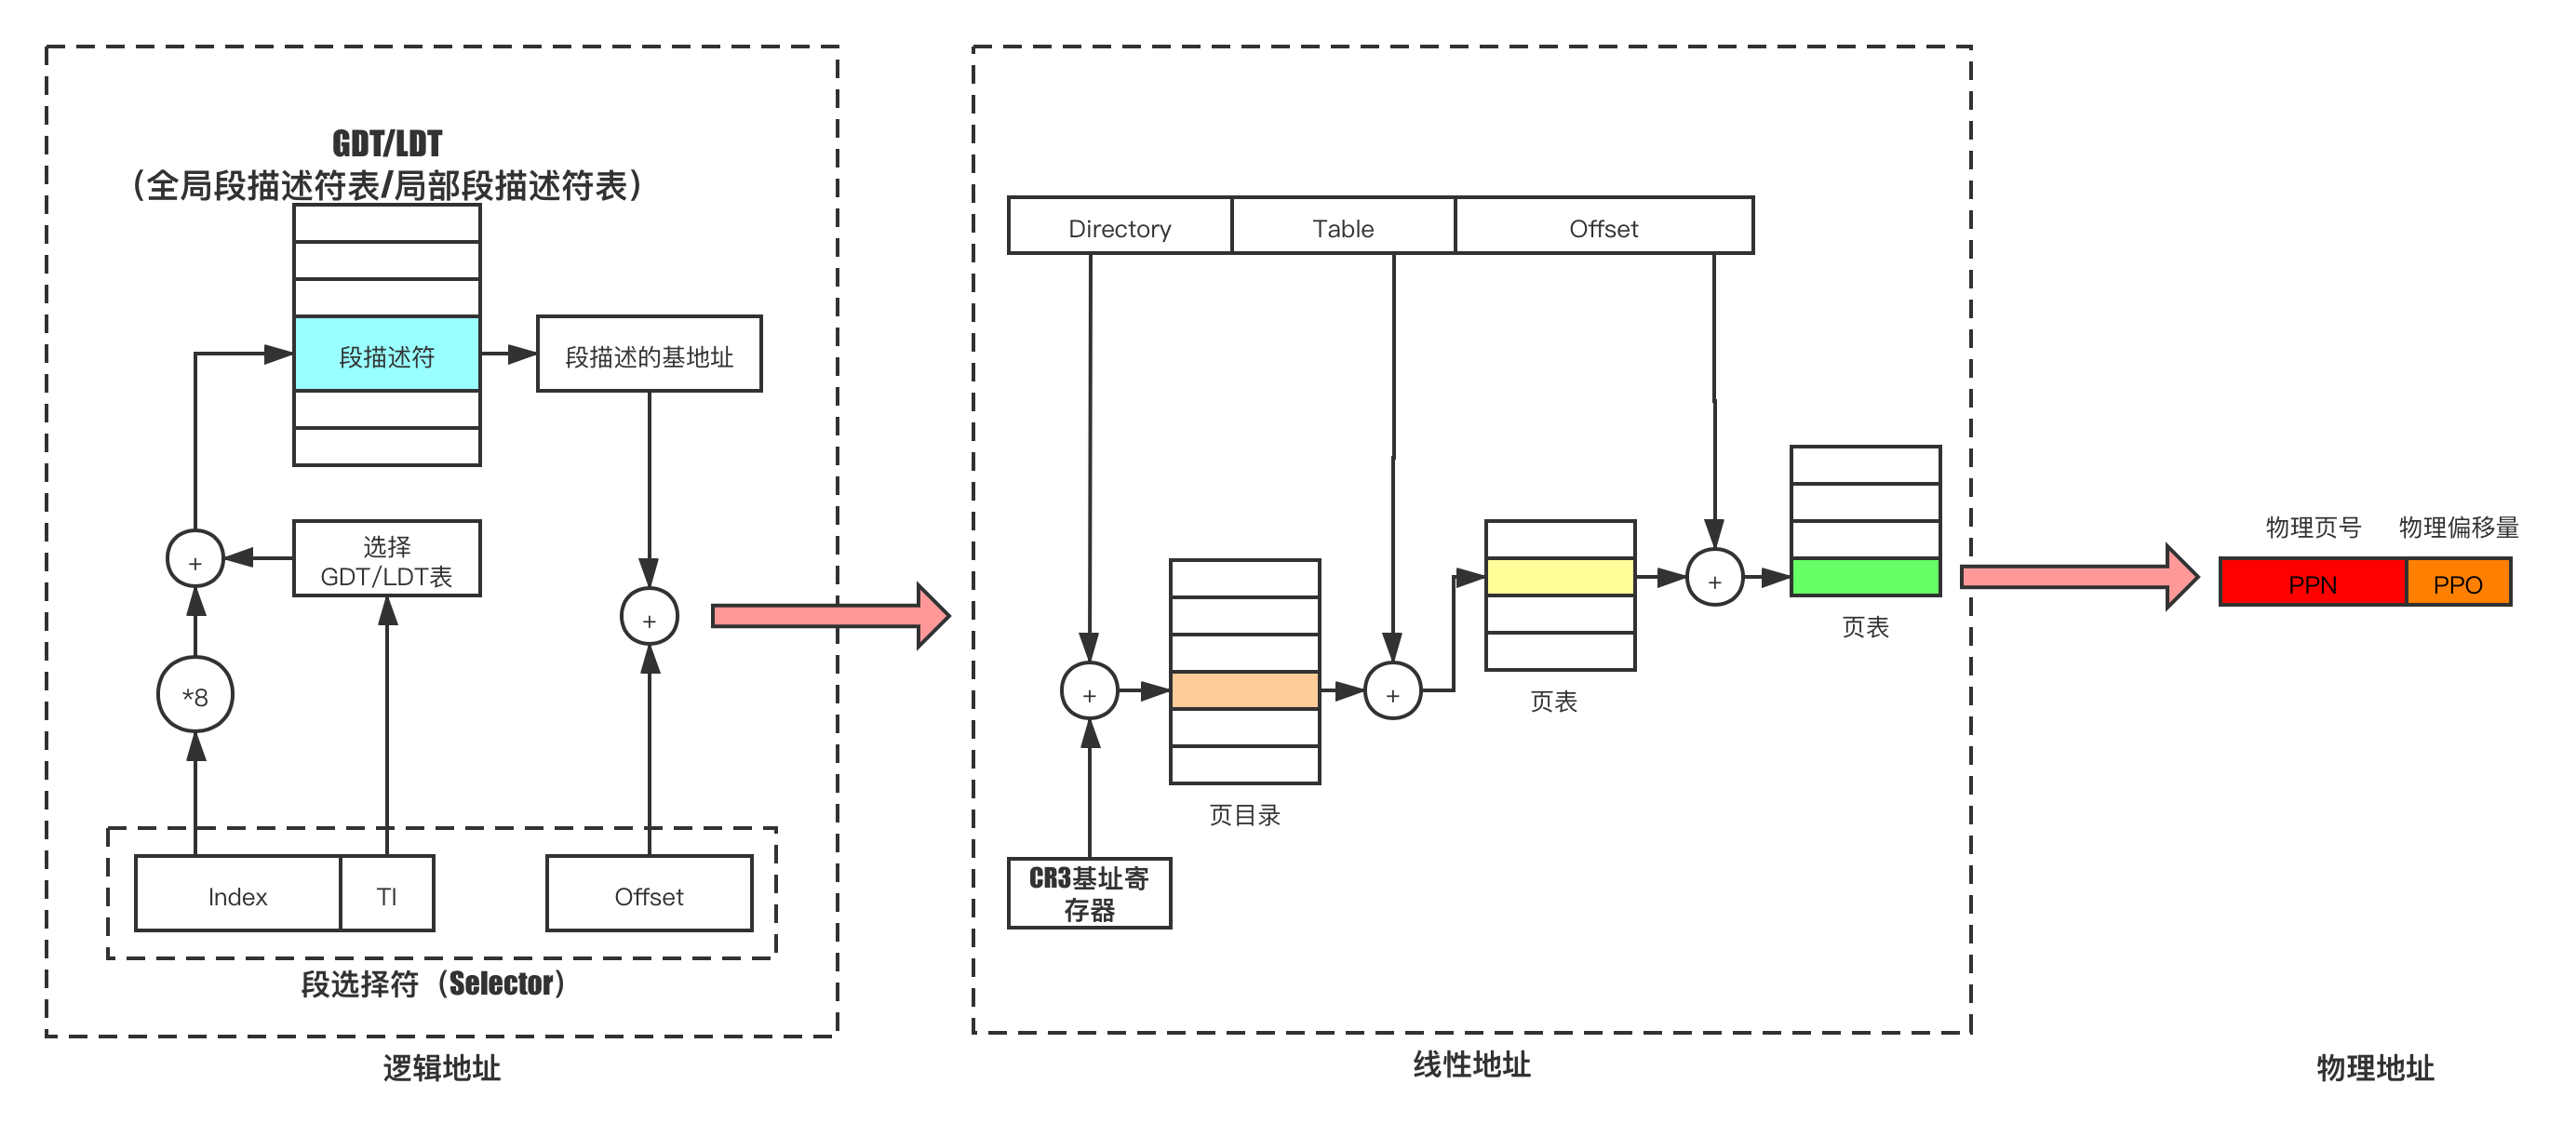 GDT/LDT
（全局段描述符表/局部段描述符表）
段描述符
段描述的基地址
+
选择
GDT/LDT表
+
*8
Index
TI
Offset
段选择符（Selector）
逻辑地址
Directory
Table
Offset
+
页目录
+
页表
+
页表
CR3基址寄
存器
线性地址
物理页号
物理偏移量
PPN
PPO
物理地址